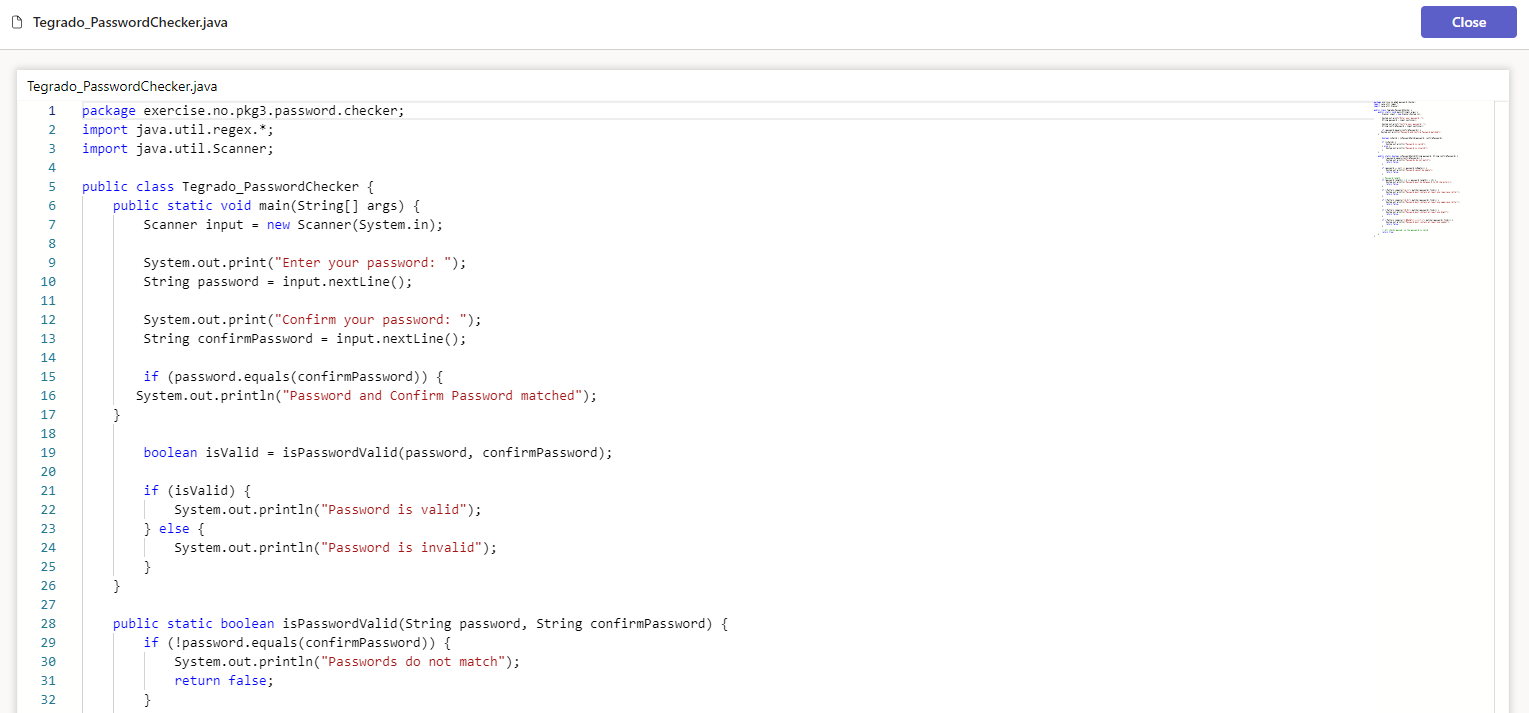 Tegrado_PasswordChecker.java
Close
Tegrado_PasswordChecker.java
1 package exercise.no.pkg3.password.checker;
2 import java.util.regex.*;
3 import java.util.Scanner;
4
5 public class Tegrado_PasswordChecker {
6     public static void main(String[] args) {
7         Scanner input = new Scanner(System.in);
8
9         System.out.print("Enter your password: ");
10         String password = input.nextLine();
11
12         System.out.print("Confirm your password: ");
13         String confirmPassword = input.nextLine();
14
15         if (password.equals(confirmPassword)) {
16        System.out.println("Password and Confirm Password matched");
17     }
18
19         boolean isValid = isPasswordValid(password, confirmPassword);
20
21         if (isValid) {
22             System.out.println("Password is valid");
23         } else {
24             System.out.println("Password is invalid");
25         }
26     }
27
28     public static boolean isPasswordValid(String password, String confirmPassword) {
29         if (!password.equals(confirmPassword)) {
30             System.out.println("Passwords do not match");
31             return false;
32         }